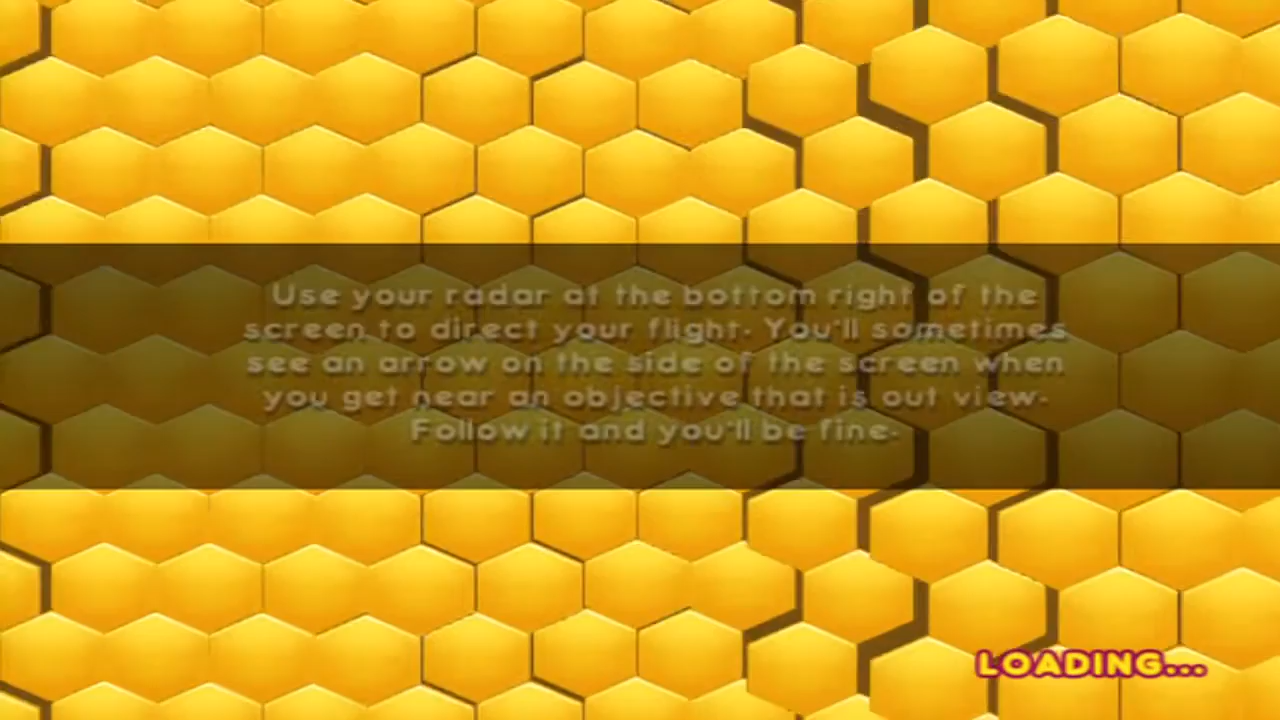 Use your radar at the bottom right of the
screen to direct your flight. You'll sometimes
see an arrow on the side of the screen when
you get near an objective that is out view.
Follow it and you'll be fine.
LOADING...